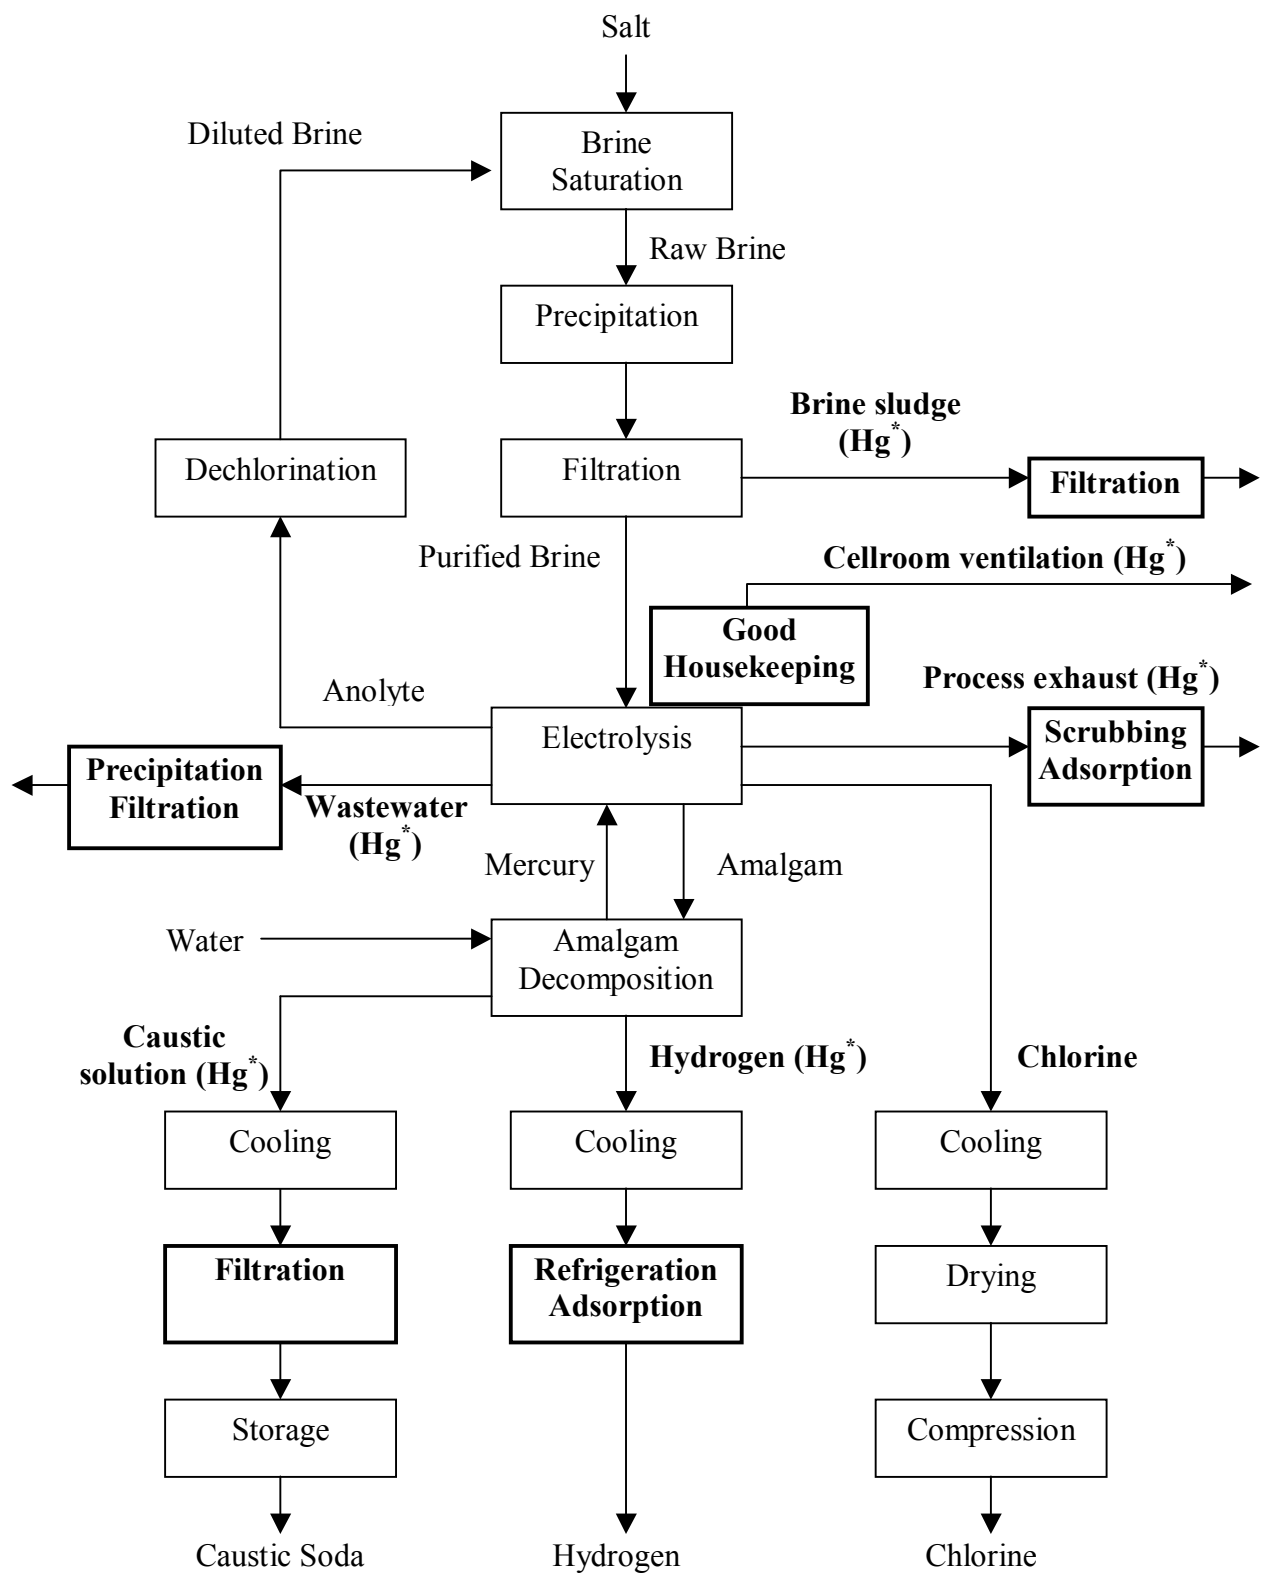 Salt
Diluted Brine
Brine
Saturation
Raw Brine
Precipitation
Brine sludge
(Hg*)
Dechlorination
Filtration
Filtration
Purified Brine
Cellroom ventilation (Hg*)
Good
Housekeeping
Process exhaust (Hg*)
Anolyte
Electrolysis
Scrubbing
Adsorption
Precipitation
Filtration
Wastewater
(Hg*)
Mercury
Amalgam
Water
Amalgam
Decomposition
Caustic
solution (Hg*)
Hydrogen (Hg*)
Chlorine
Cooling
Cooling
Cooling
Filtration
Refrigeration
Adsorption
Drying
Storage
Compression
Caustic Soda
Hydrogen
Chlorine